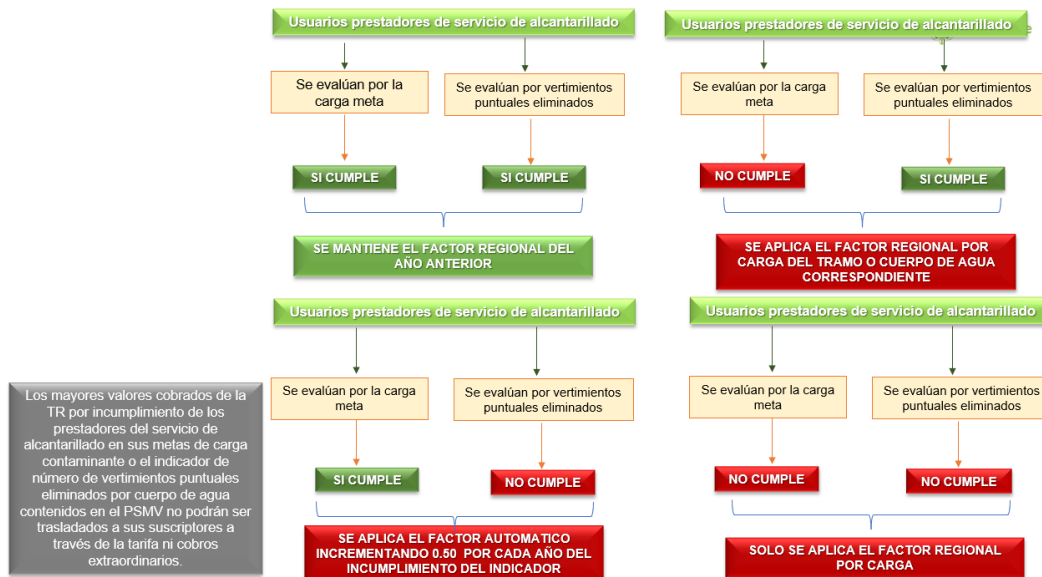 Usuarios prestadores de servicio de alcantarillado
Se evalúan por la
carga meta
Se evalúan por vertimientos
puntuales eliminados
SI CUMPLE
SI CUMPLE
SE MANTIENE EL FACTOR REGIONAL DEL
AÑO ANTERIOR
Usuarios prestadores de servicio de alcantarillado
Se evalúan por la carga
meta
Se evalúan por vertimientos
puntuales eliminados
NO CUMPLE
SI CUMPLE
SE APLICA EL FACTOR REGIONAL POR
CARGA DEL TRAMO O CUERPO DE AGUA
CORRESPONDIENTE
Usuarios prestadores de servicio de alcantarillado
Se evalúan por la carga
meta
Se evalúan por vertimientos
puntuales eliminados
SI CUMPLE
NO CUMPLE
SE APLICA EL FACTOR AUTOMATICO
INCREMENTANDO 0.50 POR CADA AÑO DEL
INCUMPLIMIENTO DEL INDICADOR
Usuarios prestadores de servicio de alcantarillado
Se evalúan por la carga
meta
Se evalúan por vertimientos
puntuales eliminados
NO CUMPLE
NO CUMPLE
SOLO SE APLICA EL FACTOR REGIONAL
POR CARGA
Los mayores valores cobrados de la
TR por incumplimiento de los
prestadores del servicio de
alcantarillado en sus metas de carga
contaminante o el indicador de
número de vertimientos puntuales
eliminados por cuerpo de agua
contenidos en el PSMV no podrán ser
trasladados a sus suscriptores a
través de la tarifa ni cobros
extraordinarios.